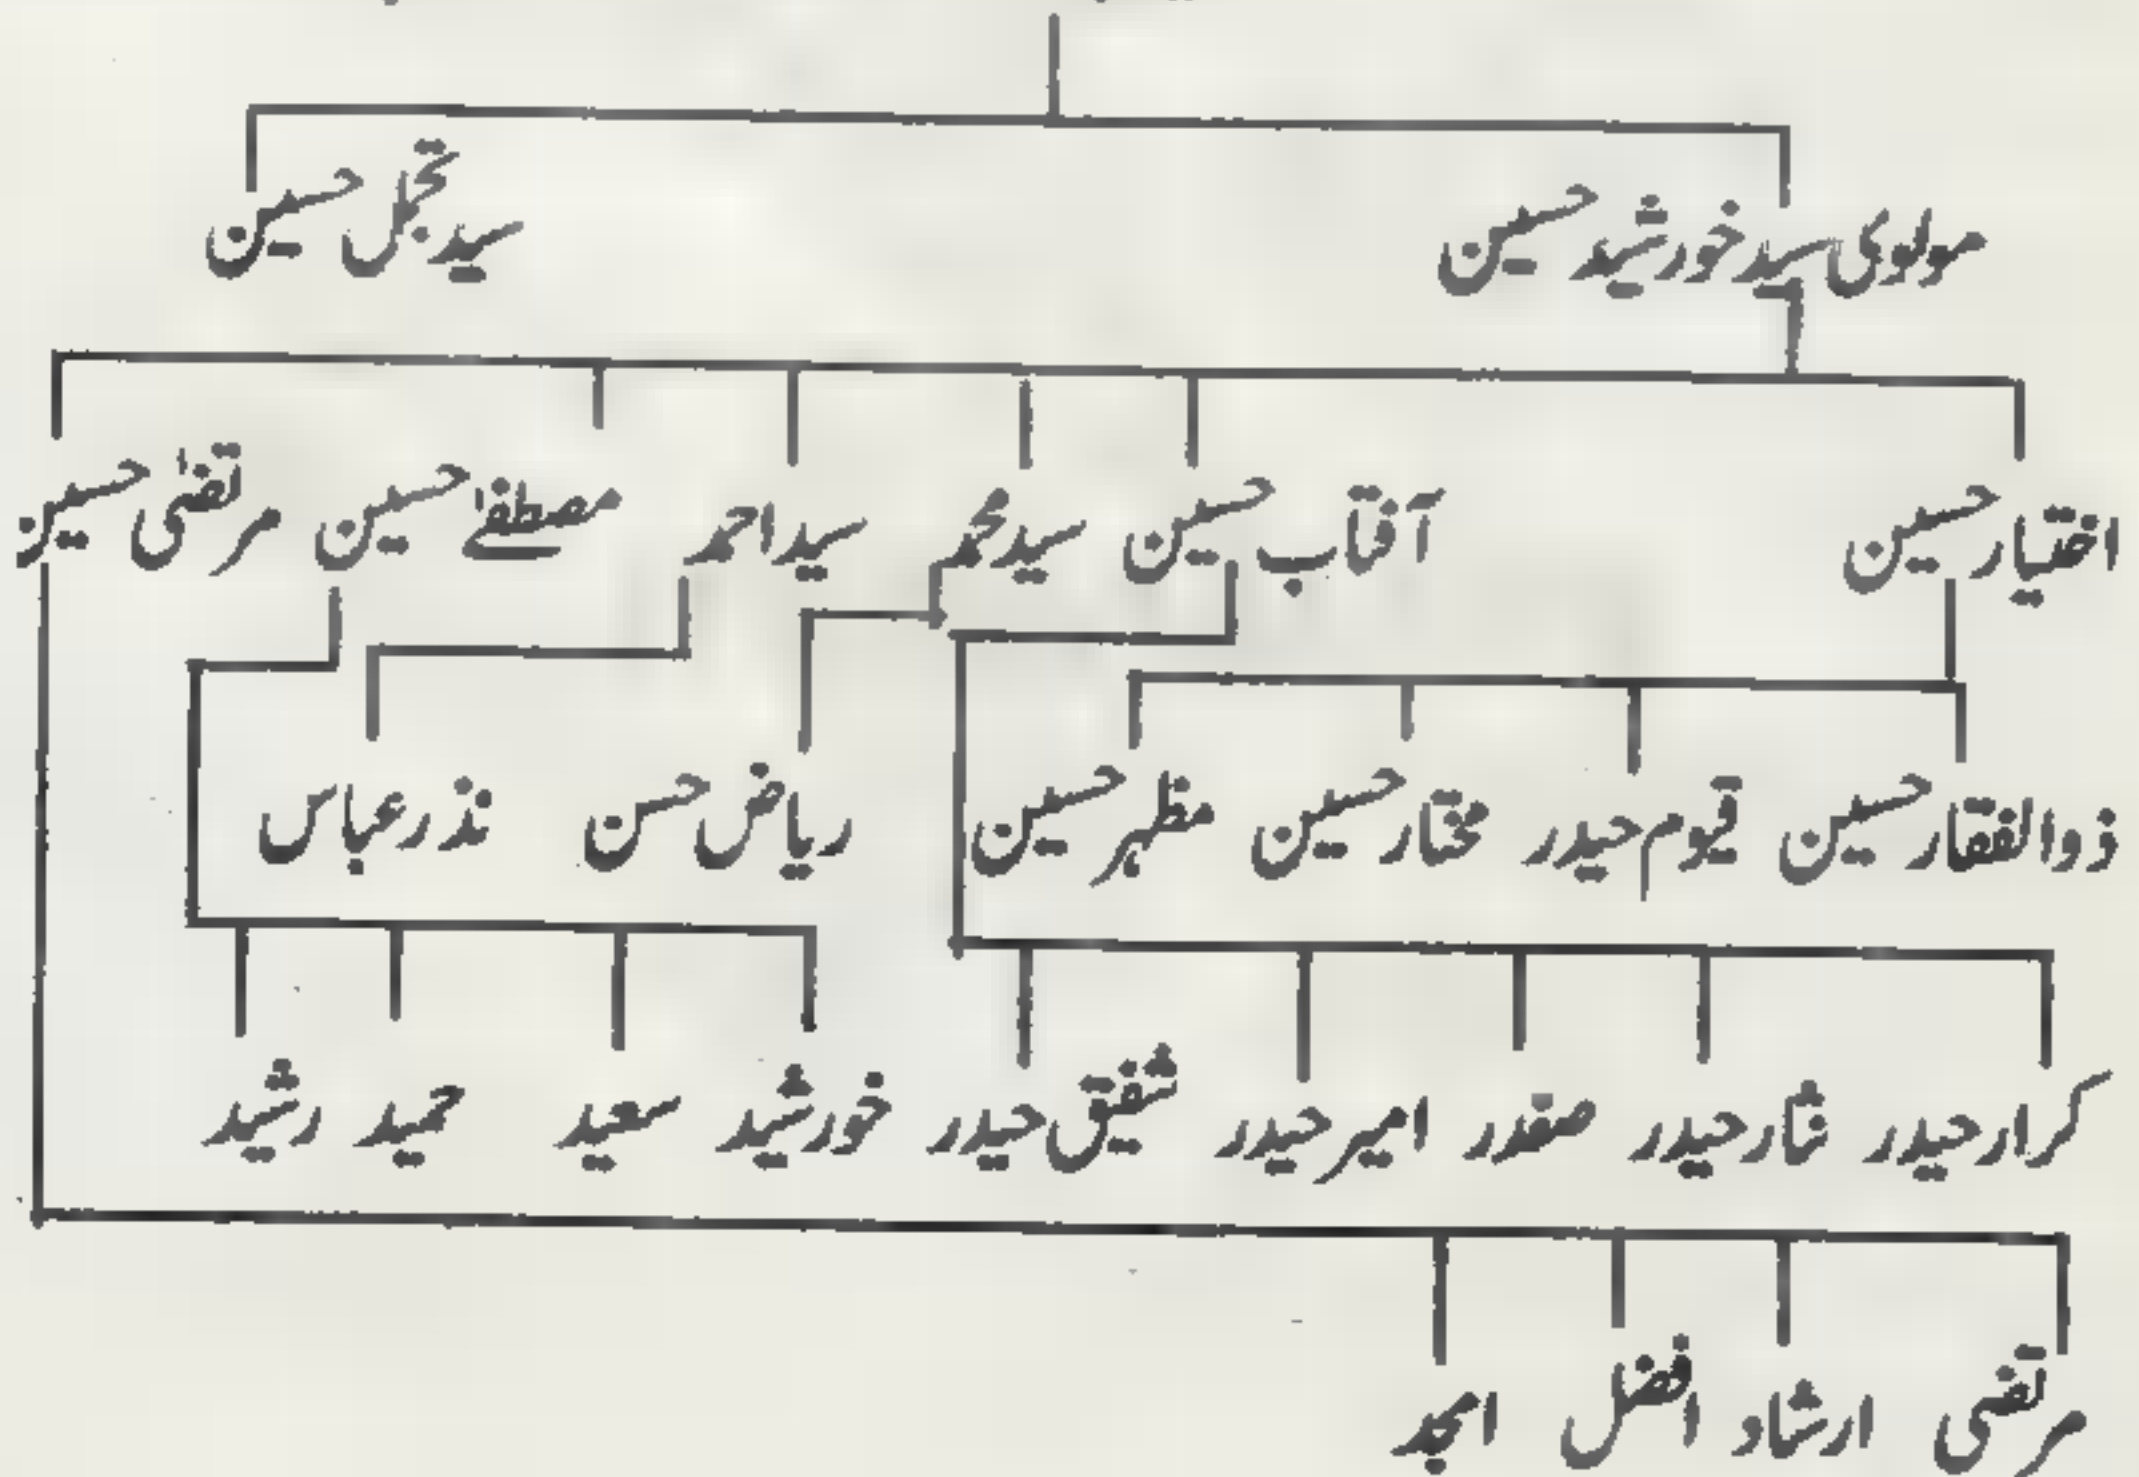 مولوی سید خورشید حسین سید تجمل حسین
اختیار حسین آفتاب حسین سید محمد سید احمد مصطفےٰ حسین مرتضیٰ حسین
ذوالفقار حسین قیوم حیدر مختار حسین مظہر حسین ریاض حسن نذر عباس
کرار حیدر نثار حیدر صفدر امیر حیدر شفیق حیدر خورشید سعید حمید رشید
مرتضی ارشاد افضل امجد